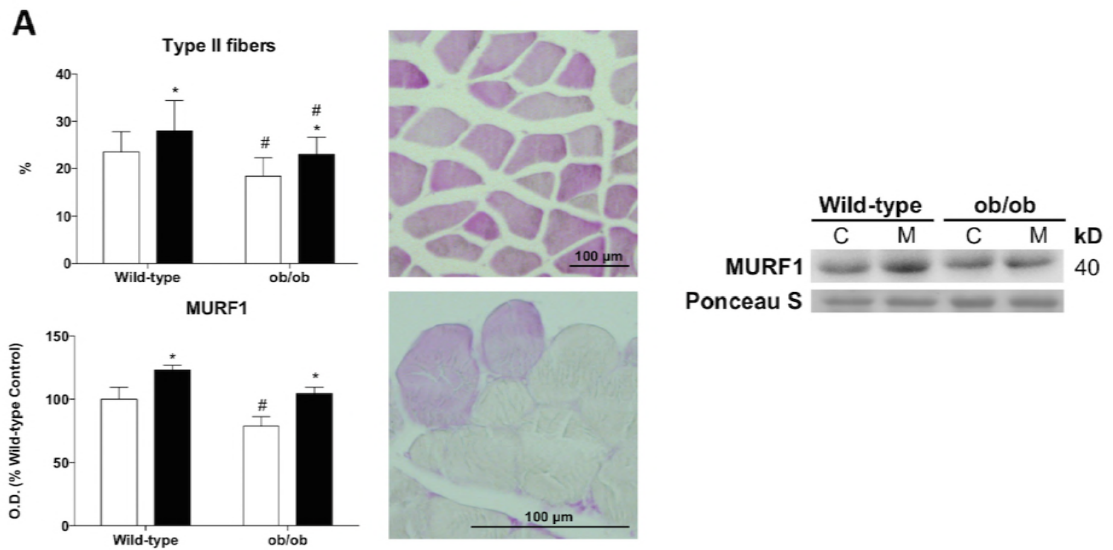 A
Type II fibers
40
30
20
10
0
%
*
#
#
*
Wild-type
ob/ob
100 µm
MURF1
150
100
50
0
O.D. (% Wild-type Control)
*
#
*
Wild-type
ob/ob
100 µm
Wild-type ob/ob
C M C M kD
MURF1 40
Ponceau S